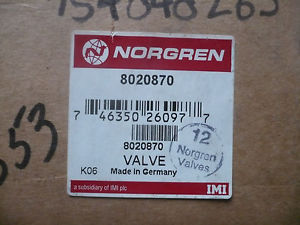 NORGREN
8020870
7 46350 26097 7
8020870
VALVE
K06 Made in Germany
12
Norgren
Valves
a subsidiary of IMI plc
IMI